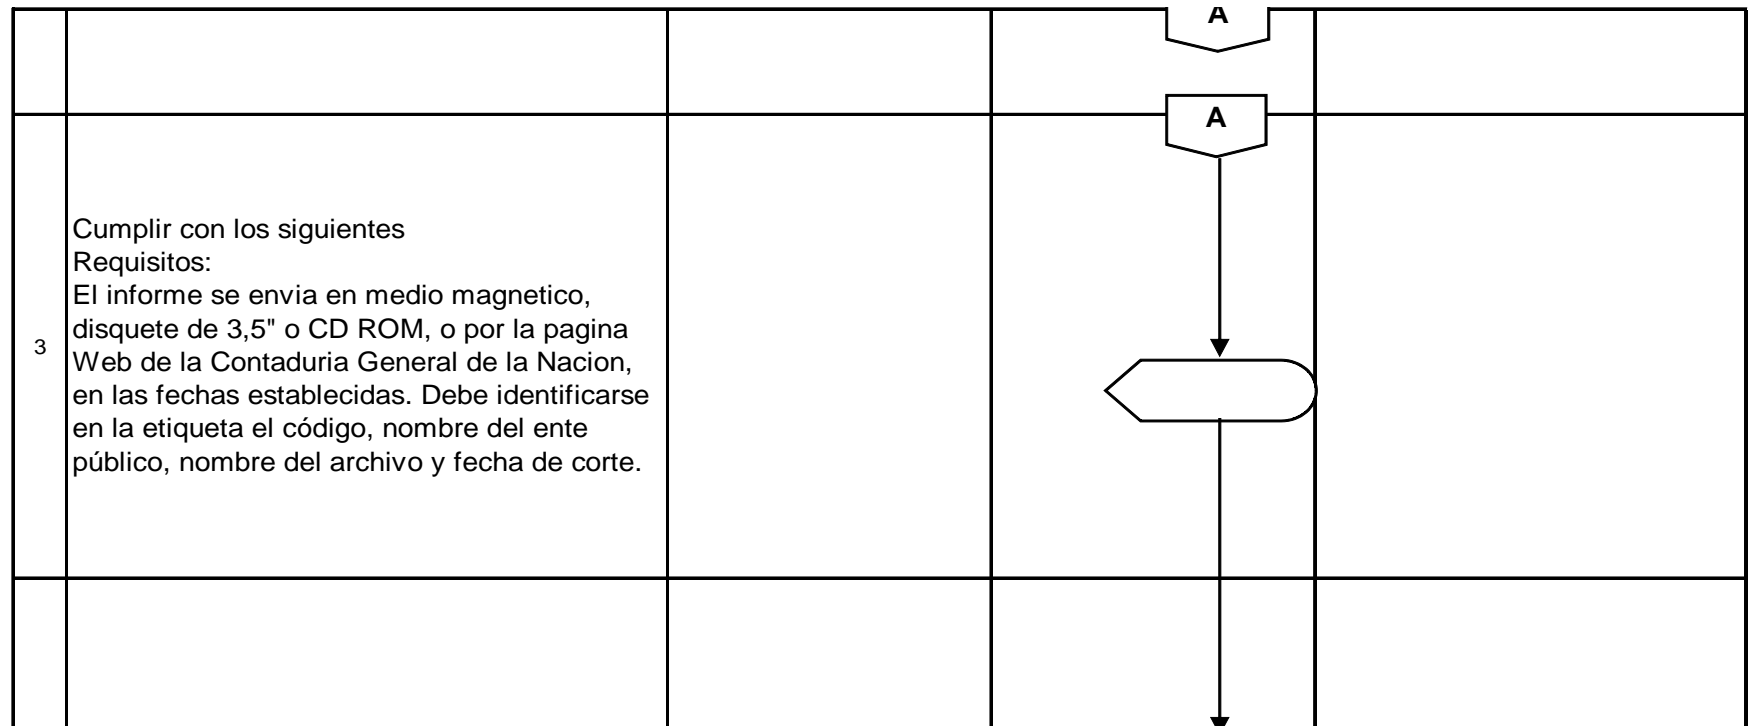 A
A
Cumplir con los siguientes
Requisitos:
El informe se envia en medio magnetico,
disquete de 3,5" o CD ROM, o por la pagina
3
Web de la Contaduria General de la Nacion,
en las fechas establecidas. Debe identificarse
en la etiqueta el código, nombre del ente
público, nombre del archivo y fecha de corte.